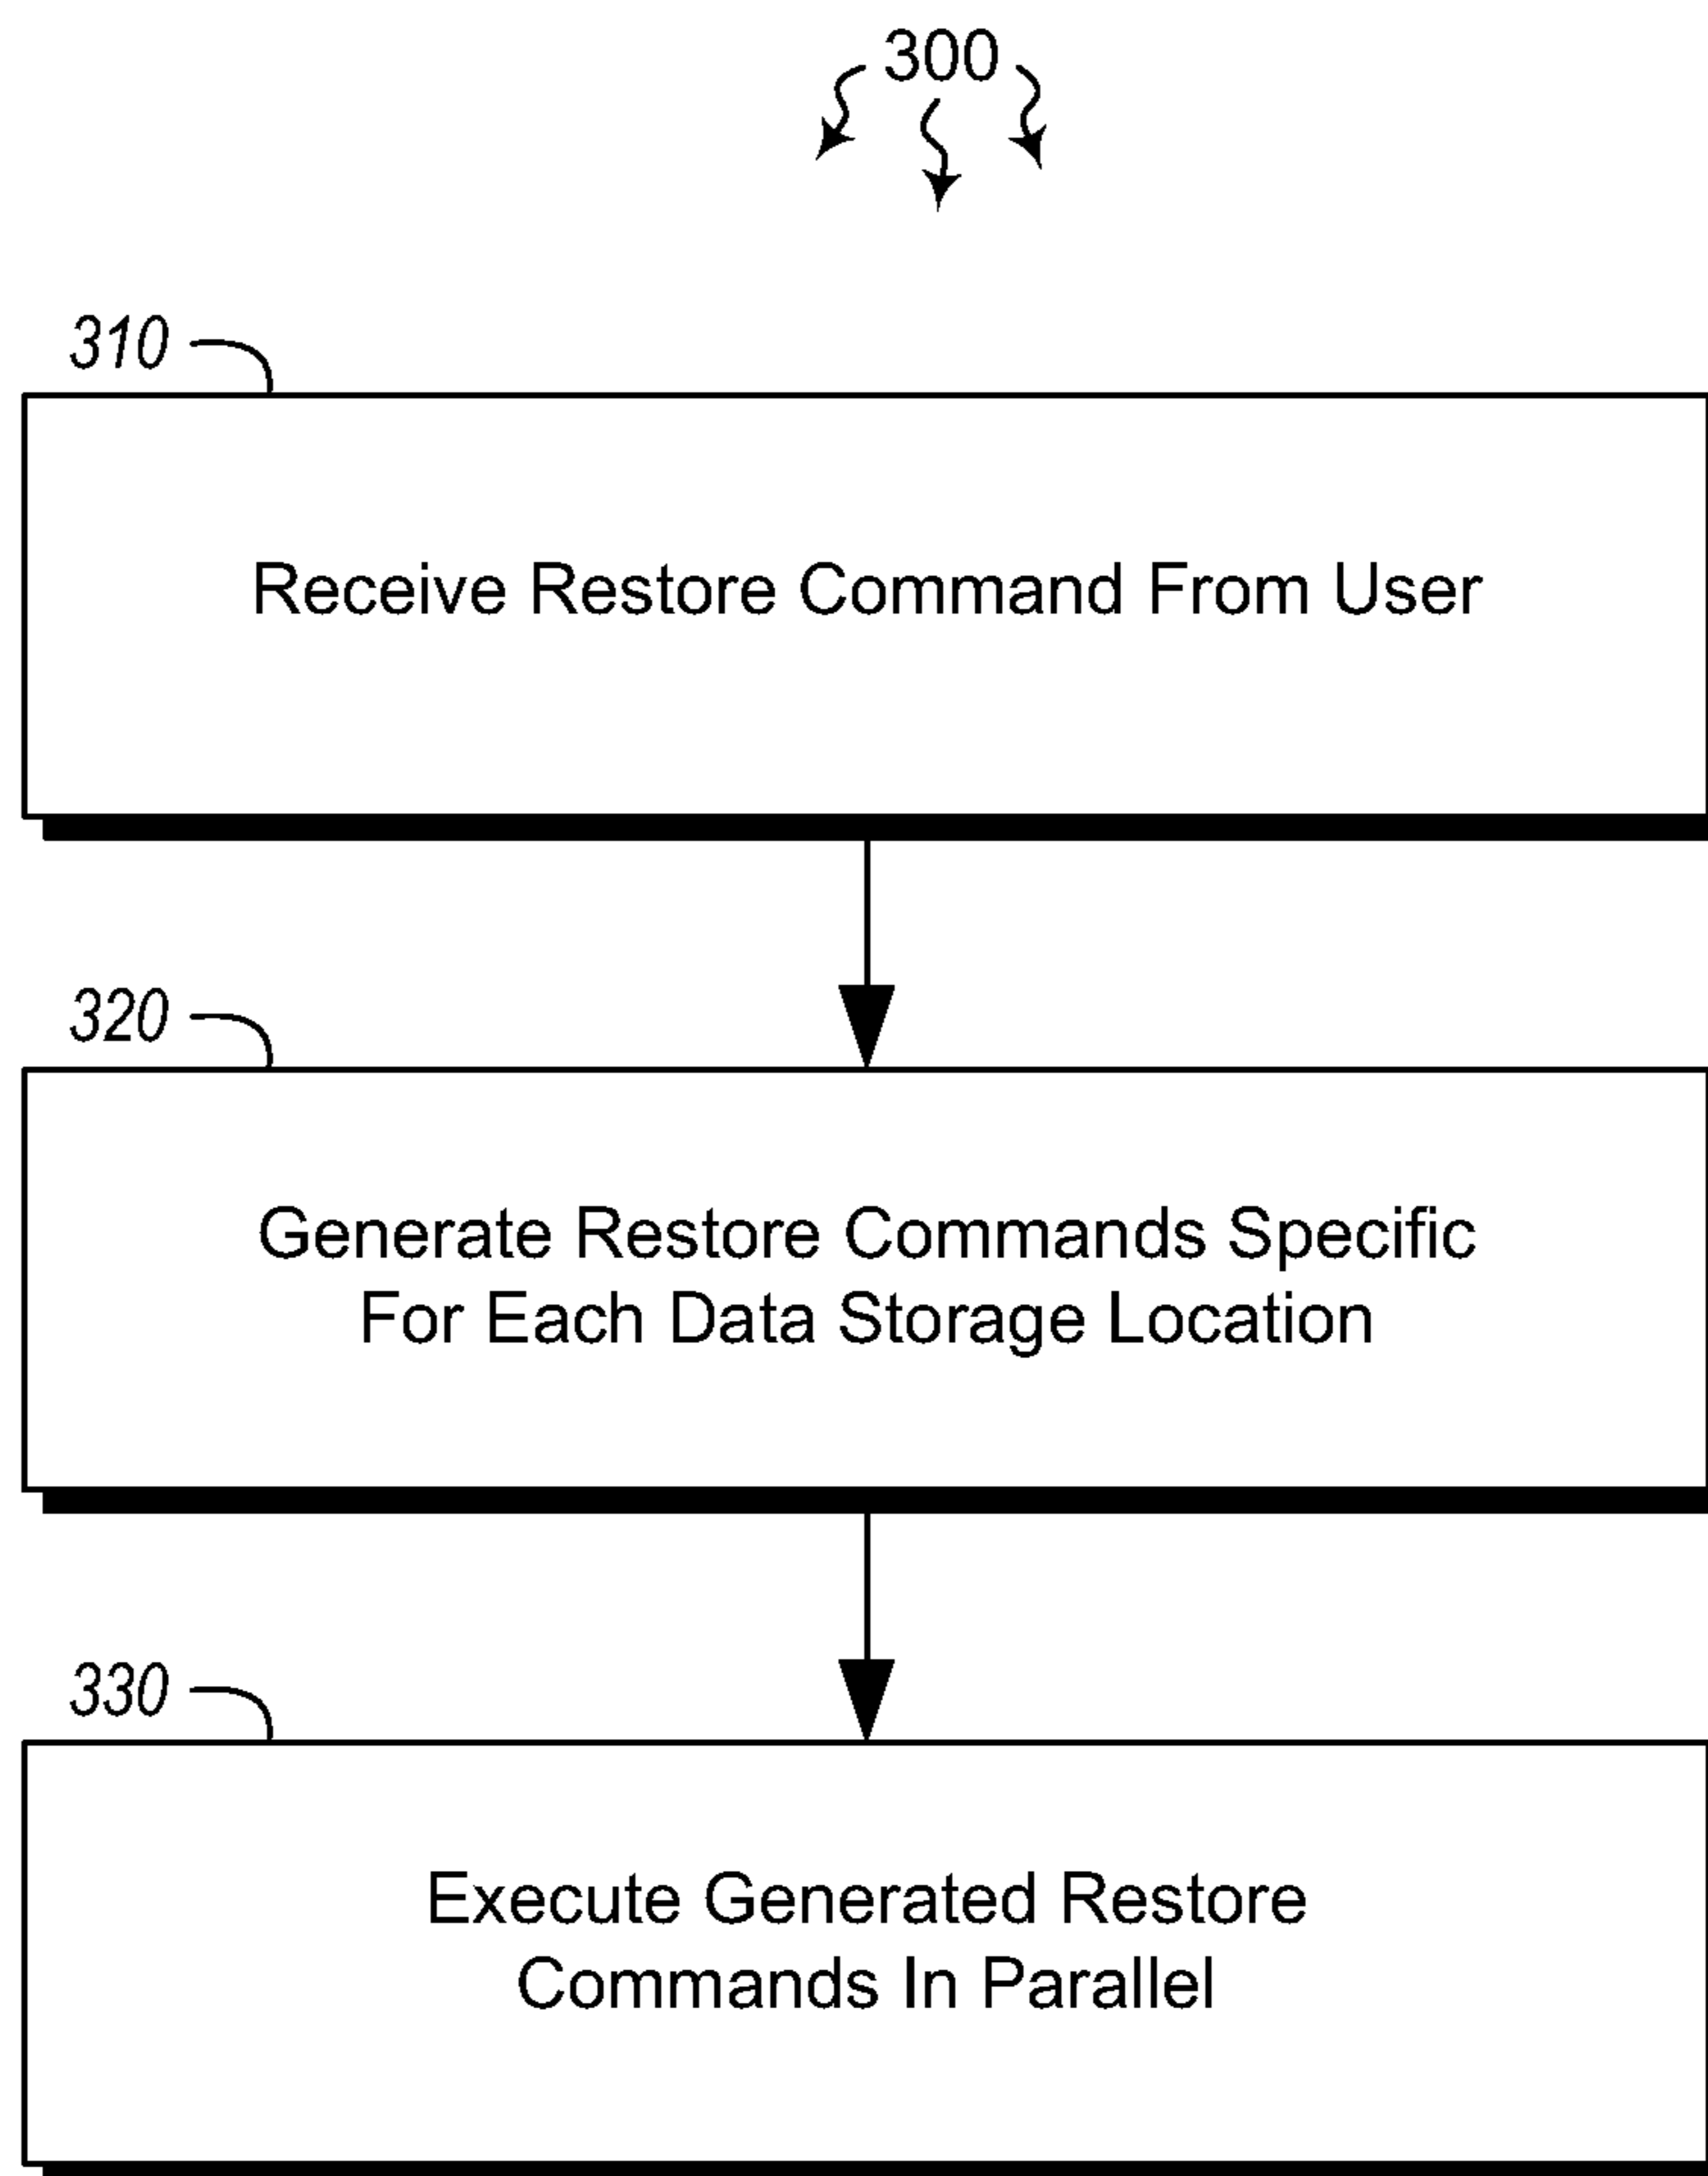 300
310
Receive Restore Command From User
320
Generate Restore Commands Specific
For Each Data Storage Location
330
Execute Generated Restore
Commands In Parallel